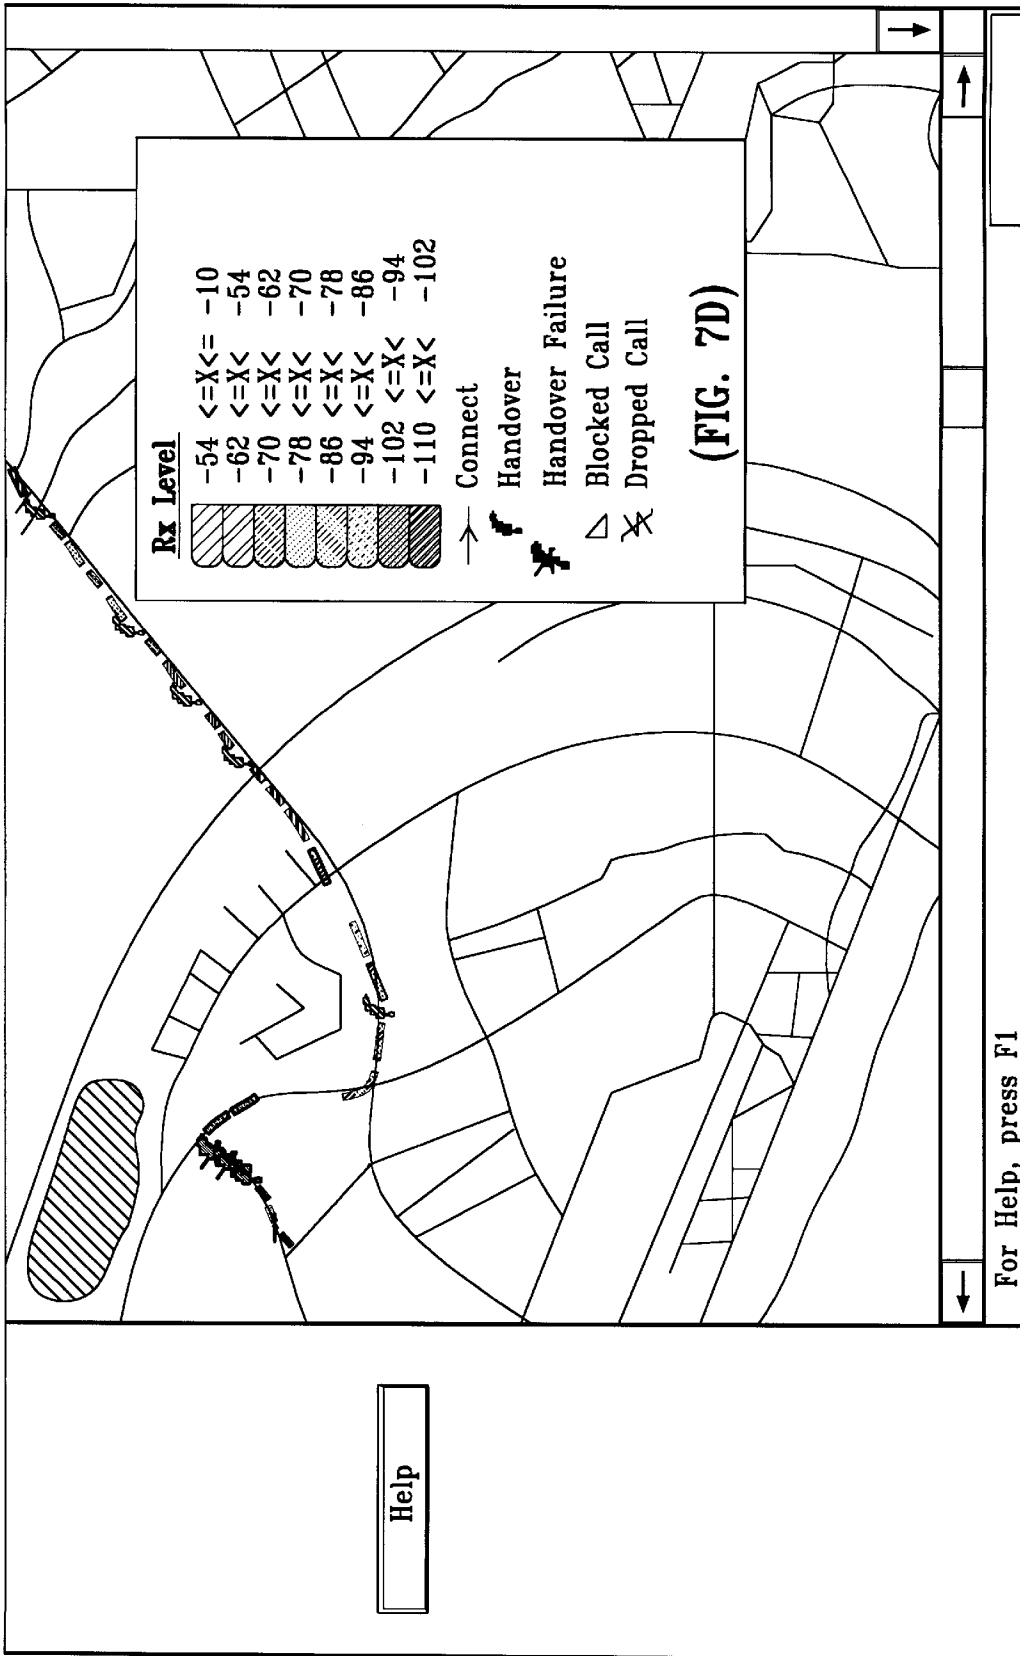 Rx Level
-54 <=X<= -10
-62 <=X< -54
-70 <=X< -62
-78 <=X< -70
-86 <=X< -78
-94 <=X< -86
-102 <=X< -94
-110 <=X< -102
Connect
Handover
Handover Failure
Blocked Call
Dropped Call
(FIG. 7D)
Help
For Help, press F1